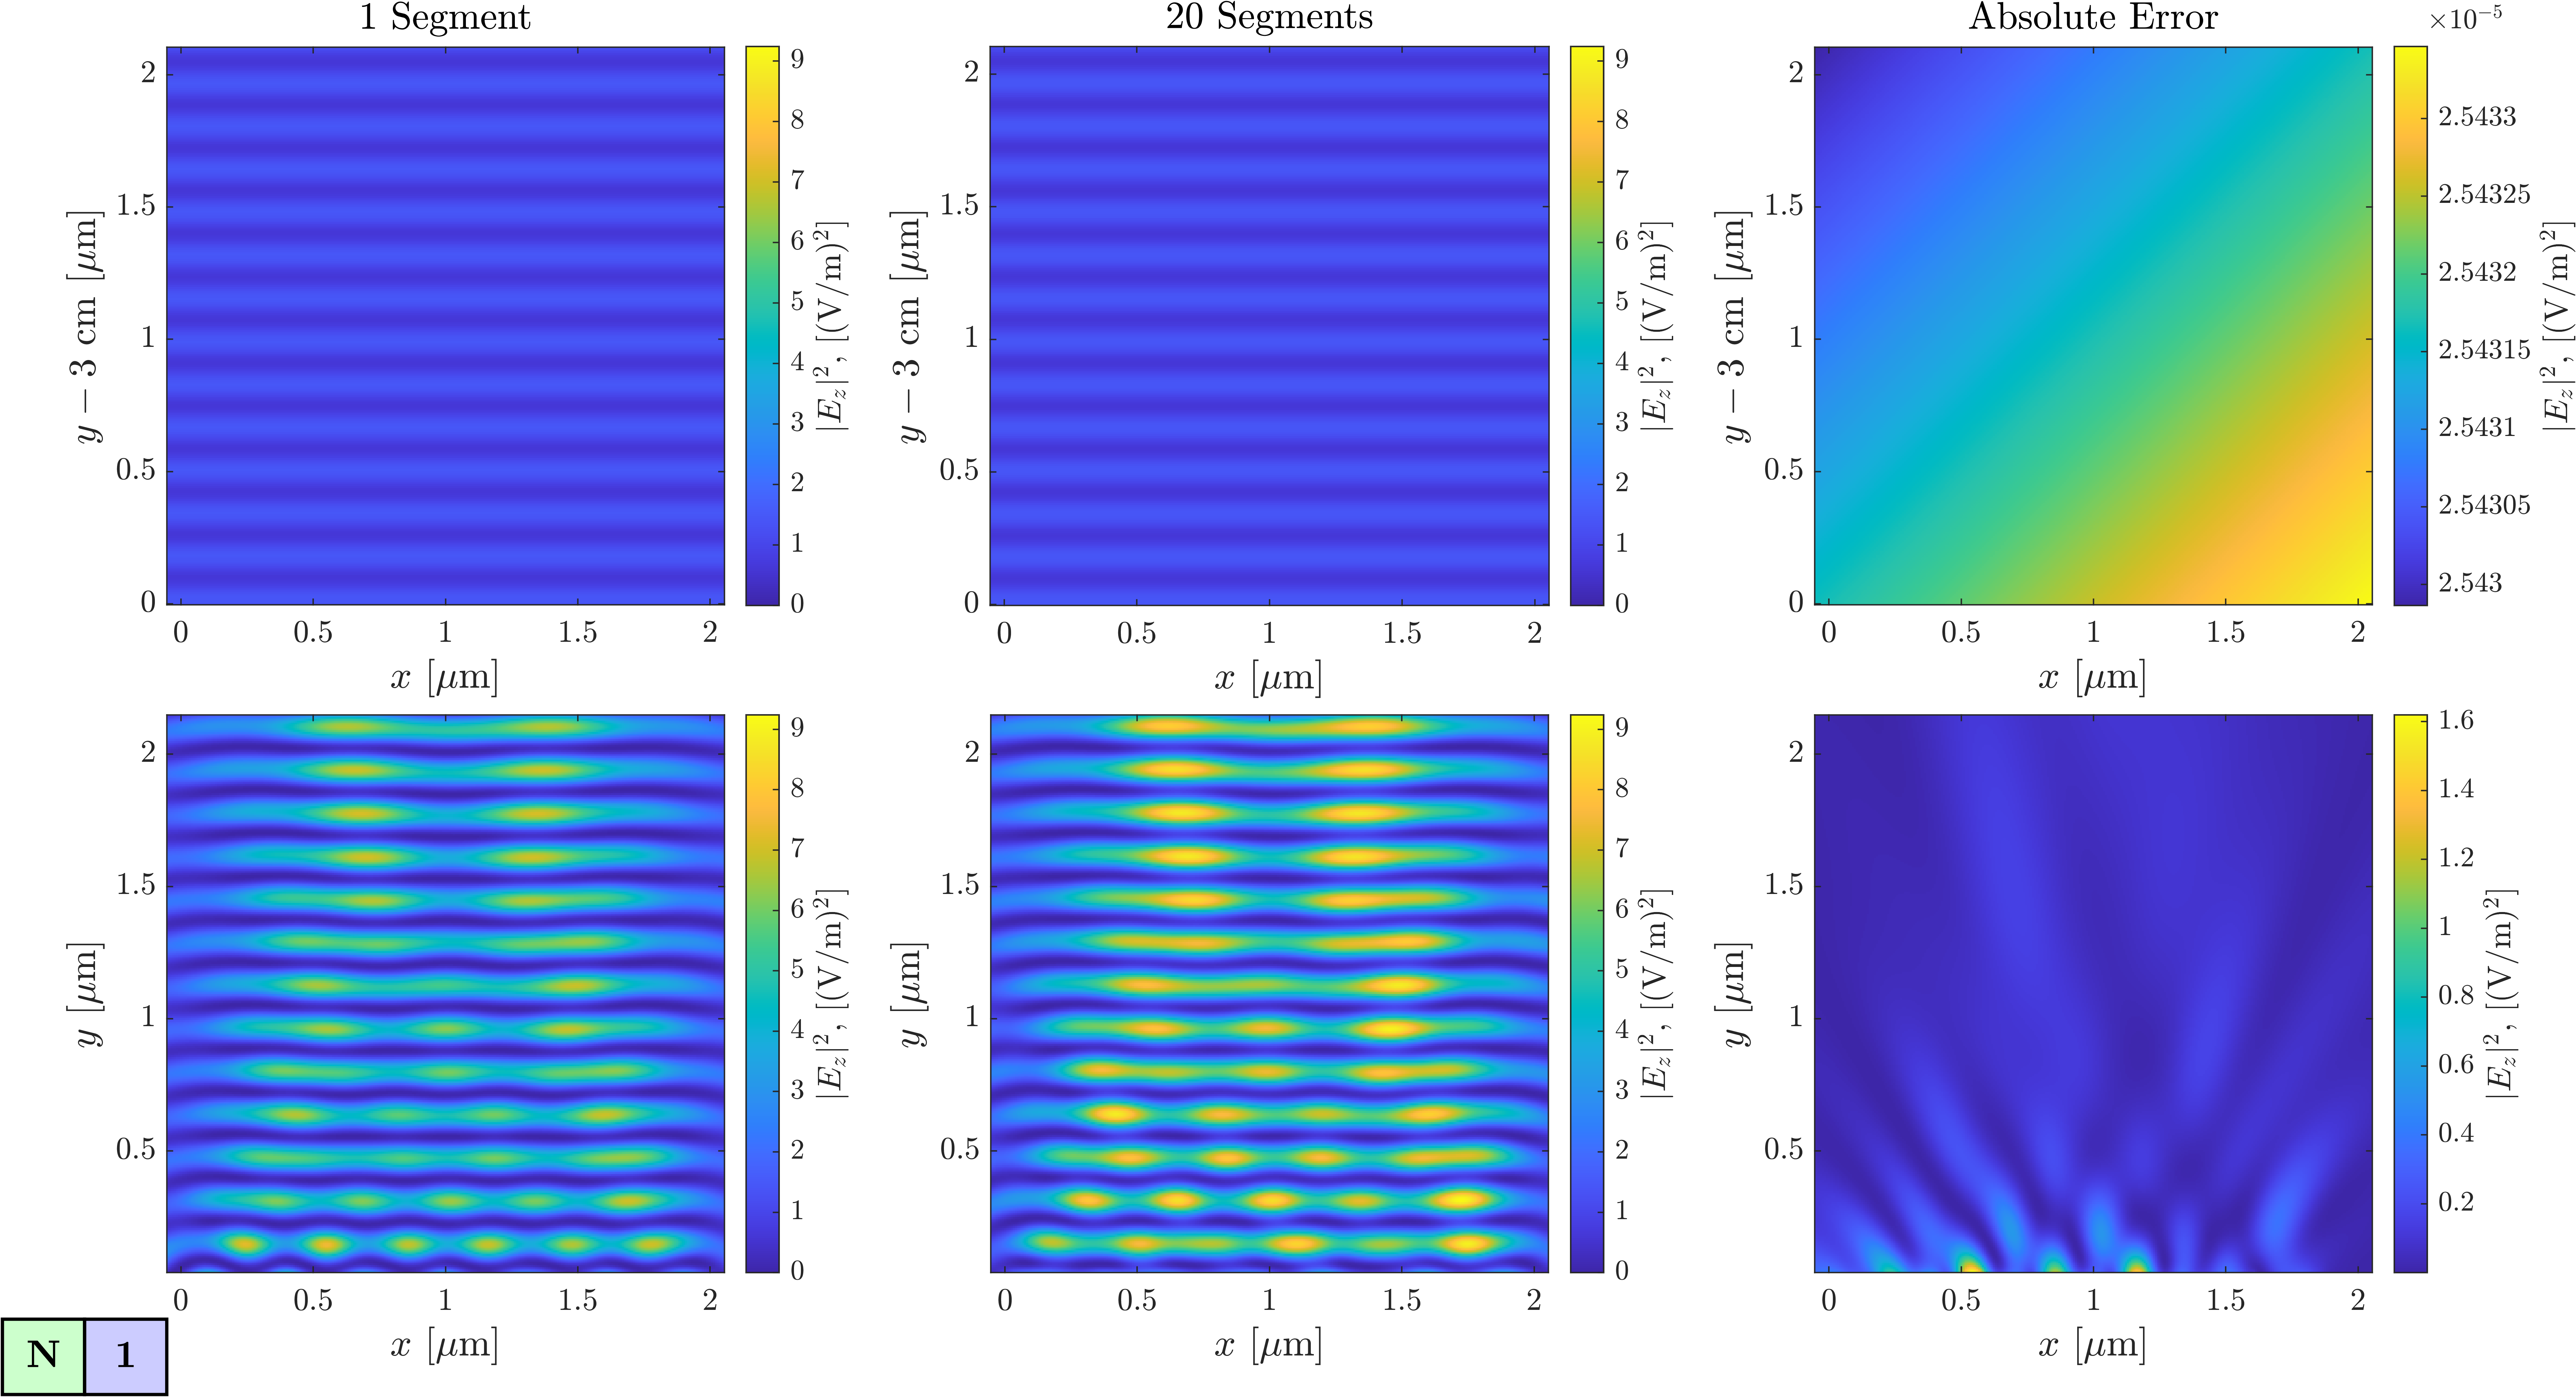 1 Segment
20 Segments
Absolute Error
×10⁻⁵
2
1.5
1
0.5
0
y − 3 cm [μm]
0 0.5 1 1.5 2
x [μm]
9
8
7
6
5
4
3
2
1
0
|E_z|², [(V/m)²]
2
1.5
1
0.5
0
y − 3 cm [μm]
0 0.5 1 1.5 2
x [μm]
9
8
7
6
5
4
3
2
1
0
|E_z|², [(V/m)²]
2
1.5
1
0.5
0
y − 3 cm [μm]
0 0.5 1 1.5 2
x [μm]
2.5433
2.54325
2.5432
2.54315
2.5431
2.54305
2.543
|E_z|², [(V/m)²]
2
1.5
1
0.5
y [μm]
0 0.5 1 1.5 2
x [μm]
9
8
7
6
5
4
3
2
1
0
|E_z|², [(V/m)²]
2
1.5
1
0.5
y [μm]
0 0.5 1 1.5 2
x [μm]
9
8
7
6
5
4
3
2
1
0
|E_z|², [(V/m)²]
2
1.5
1
0.5
y [μm]
0 0.5 1 1.5 2
x [μm]
1.6
1.4
1.2
1
0.8
0.6
0.4
0.2
|E_z|², [(V/m)²]
N 1